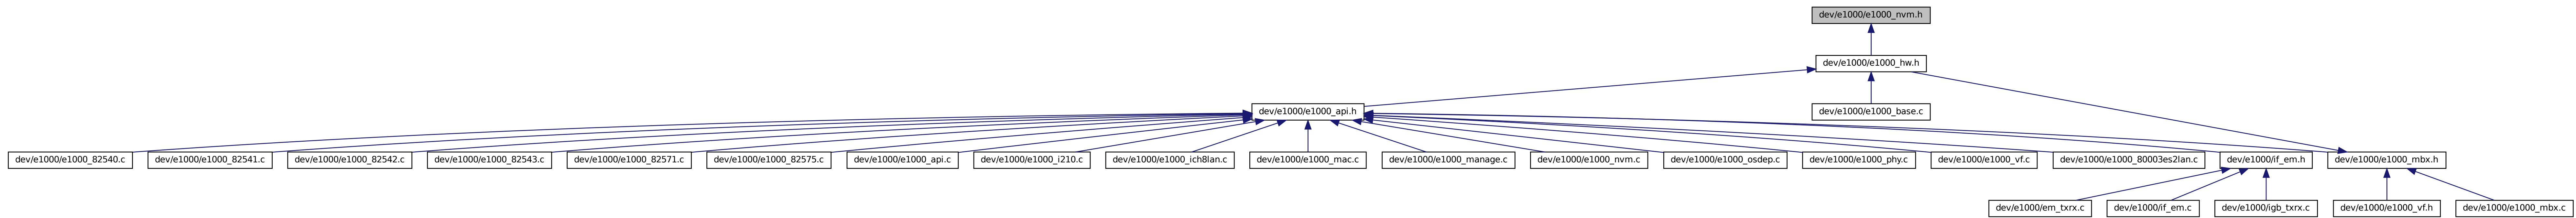 dev/e1000/e1000_nvm.h
dev/e1000/e1000_hw.h
dev/e1000/e1000_api.h
dev/e1000/e1000_base.c
dev/e1000/e1000_82540.c
dev/e1000/e1000_82541.c
dev/e1000/e1000_82542.c
dev/e1000/e1000_82543.c
dev/e1000/e1000_82571.c
dev/e1000/e1000_82575.c
dev/e1000/e1000_api.c
dev/e1000/e1000_i210.c
dev/e1000/e1000_ich8lan.c
dev/e1000/e1000_mac.c
dev/e1000/e1000_manage.c
dev/e1000/e1000_nvm.c
dev/e1000/e1000_osdep.c
dev/e1000/e1000_phy.c
dev/e1000/e1000_vf.c
dev/e1000/e1000_80003es2lan.c
dev/e1000/if_em.h
dev/e1000/e1000_mbx.h
dev/e1000/em_txrx.c
dev/e1000/if_em.c
dev/e1000/igb_txrx.c
dev/e1000/e1000_vf.h
dev/e1000/e1000_mbx.c